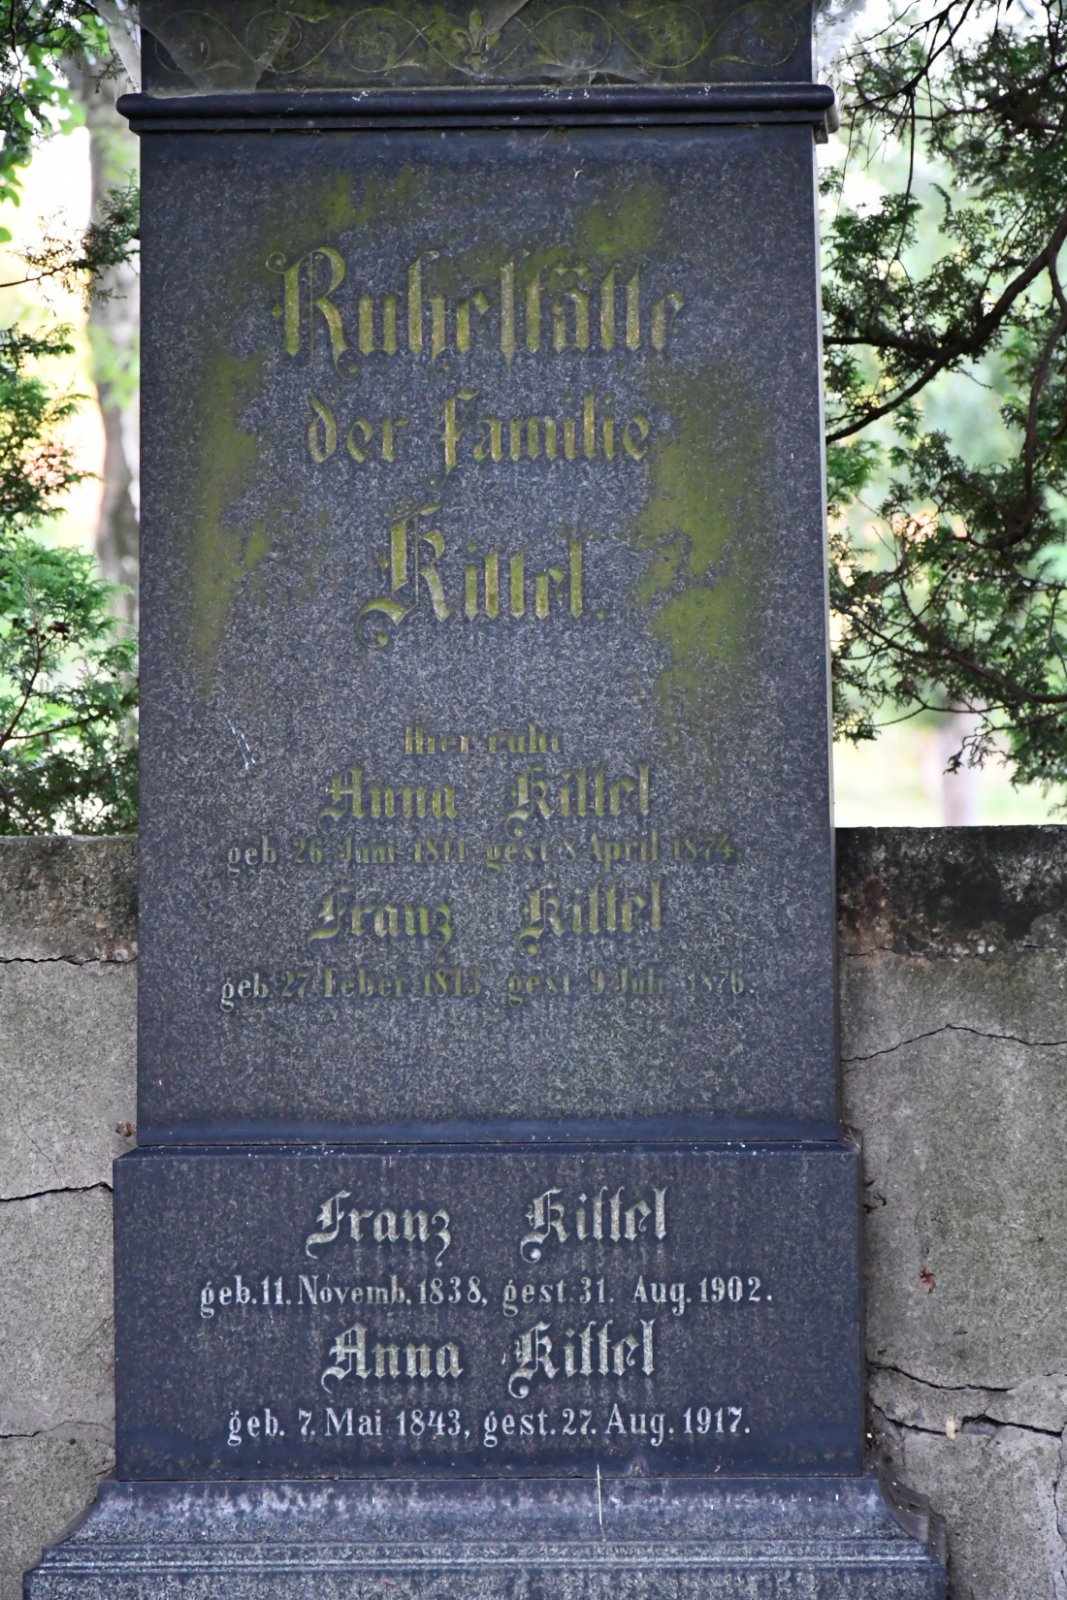 Ruhestätte
der Familie
Kittel.
Hier ruht
Anna Kittel
geb. 26. Juni 1811, gest. 8 April 1874.
Franz Kittel
geb. 27. Feber 1813, gest. 9 Juli 1876.
Franz Kittel
geb. 11. Novemb. 1838, gest. 31. Aug. 1902.
Anna Kittel
geb. 7. Mai 1843, gest. 27. Aug. 1917.